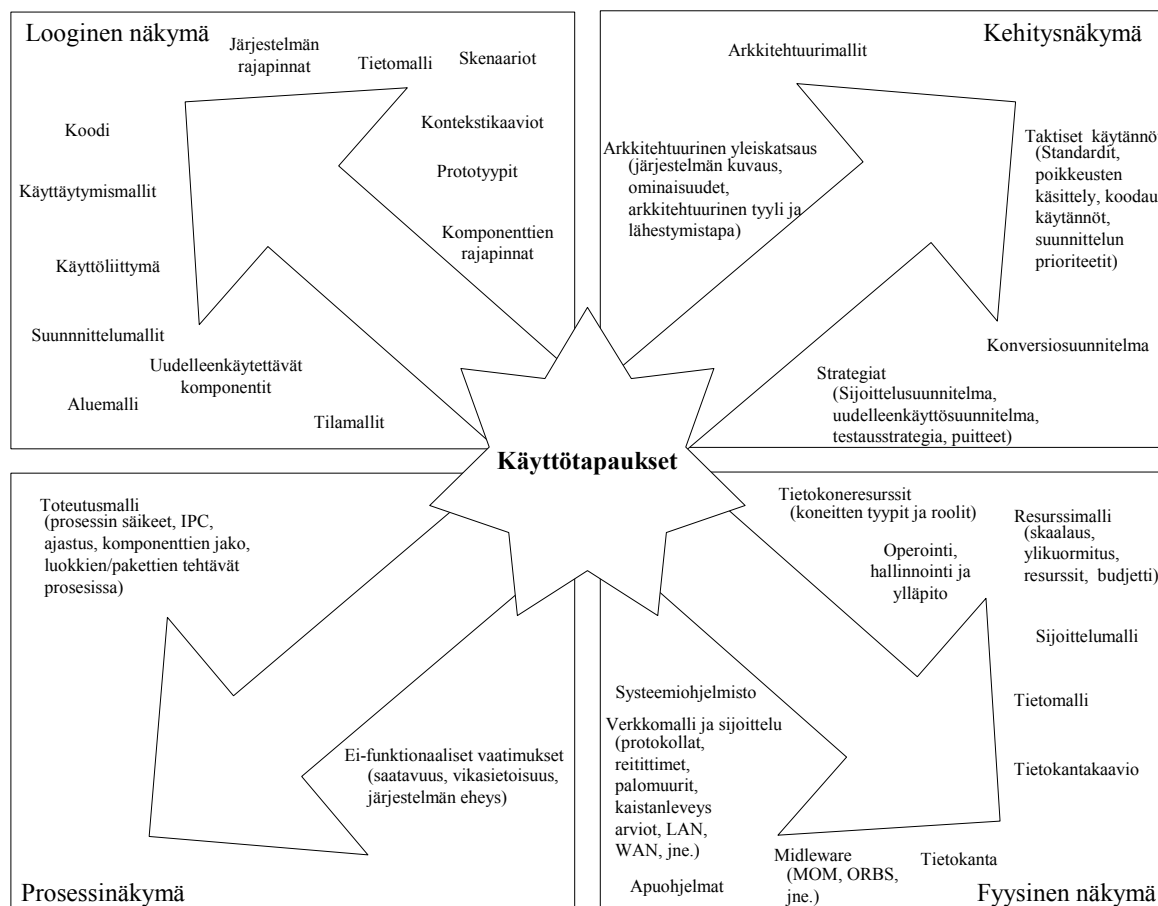 Looginen näkymä
Järjestelmän
rajapinnat
Tietomalli
Skenaariot
Koodi
Kontekstikaaviot
Käyttäytymismallit
Prototyypit
Komponenttien
rajapinnat
Käyttöliittymä
Suunnnittelumallit
Uudelleenkäytettävät
komponentit
Aluemalli
Tilamallit
Kehitysnäkymä
Arkkitehtuurimallit
Arkkitehtuurinen yleiskatsaus
(järjestelmän kuvaus,
ominaisuudet,
arkkitehtuurinen tyyli ja
lähestymistapa)
Taktiset käytännö
(Standardit,
poikkeusten
käsittely, koodau
käytännöt,
suunnittelun
prioriteetit)
Konversiosuunnitelma
Strategiat
(Sijoittelusuunnitelma,
uudelleenkäyttösuunnitelma,
testausstrategia, puitteet)
Käyttötapaukset
Toteutusmalli
(prosessin säikeet, IPC,
ajastus, komponenttien jako,
luokkien/pakettien tehtävät
prosesissa)
Ei-funktionaaliset vaatimukset
(saatavuus, vikasietoisuus,
järjestelmän eheys)
Prosessinäkymä
Tietokoneresurssit
(koneitten tyypit ja roolit)
Resurssimalli
(skaalaus,
ylikuormitus,
resurssit, budjetti)
Operointi,
hallinnointi ja
ylläpito
Sijoittelumalli
Systeemiohjelmisto
Tietomalli
Verkkomalli ja sijoittelu
(protokollat,
reitittimet,
palomuurit,
kaistanleveys
arviot, LAN,
WAN, jne.)
Tietokantakaavio
Midleware
(MOM, ORBS,
jne.)
Tietokanta
Apuohjelmat
Fyysinen näkymä